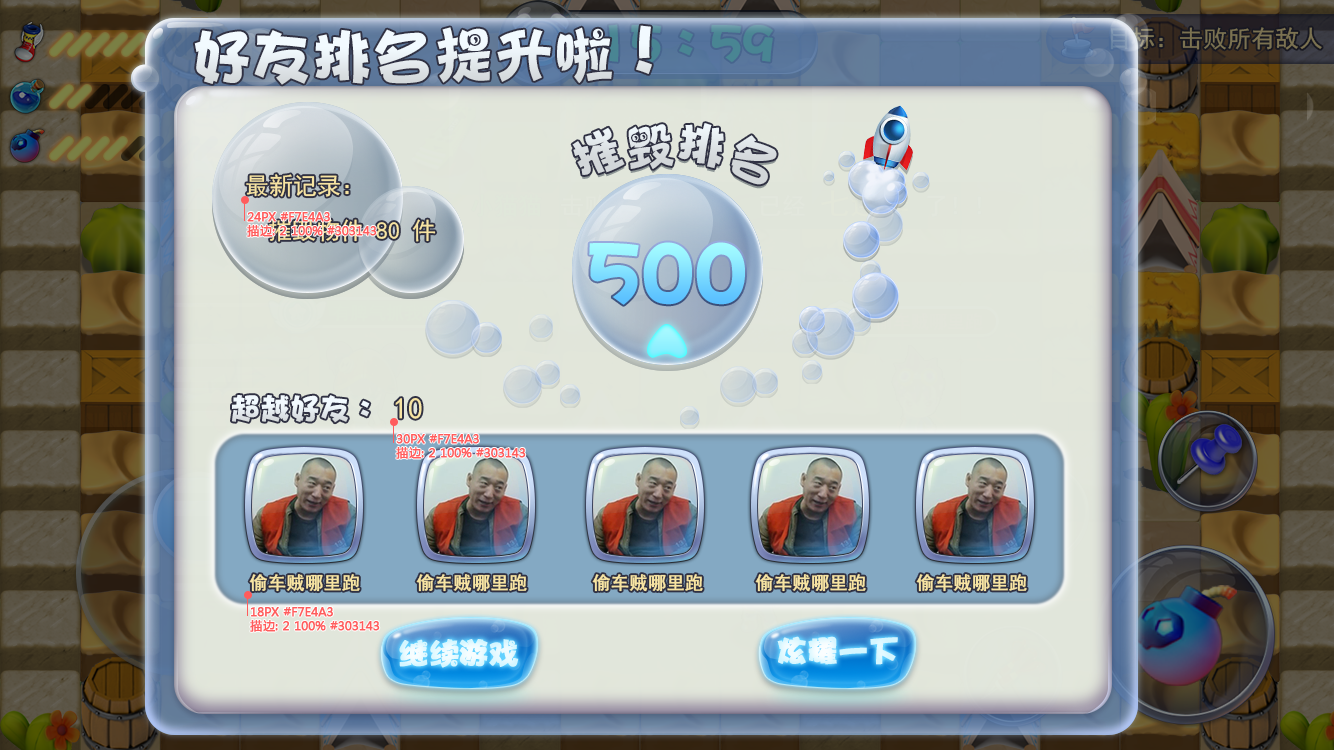 好友排名提升啦！
15:59
目标：击败所有敌人
摧毁排名
最新记录:
24PX #F7E4A3
摧毁物件 80 件
描边: 2 100% #303143
500
超越好友： 10
30PX #F7E4A3
描边: 2 100% #303143
偷车贼哪里跑 偷车贼哪里跑 偷车贼哪里跑 偷车贼哪里跑 偷车贼哪里跑
18PX #F7E4A3
描边: 2 100% #303143
继续游戏 炫耀一下